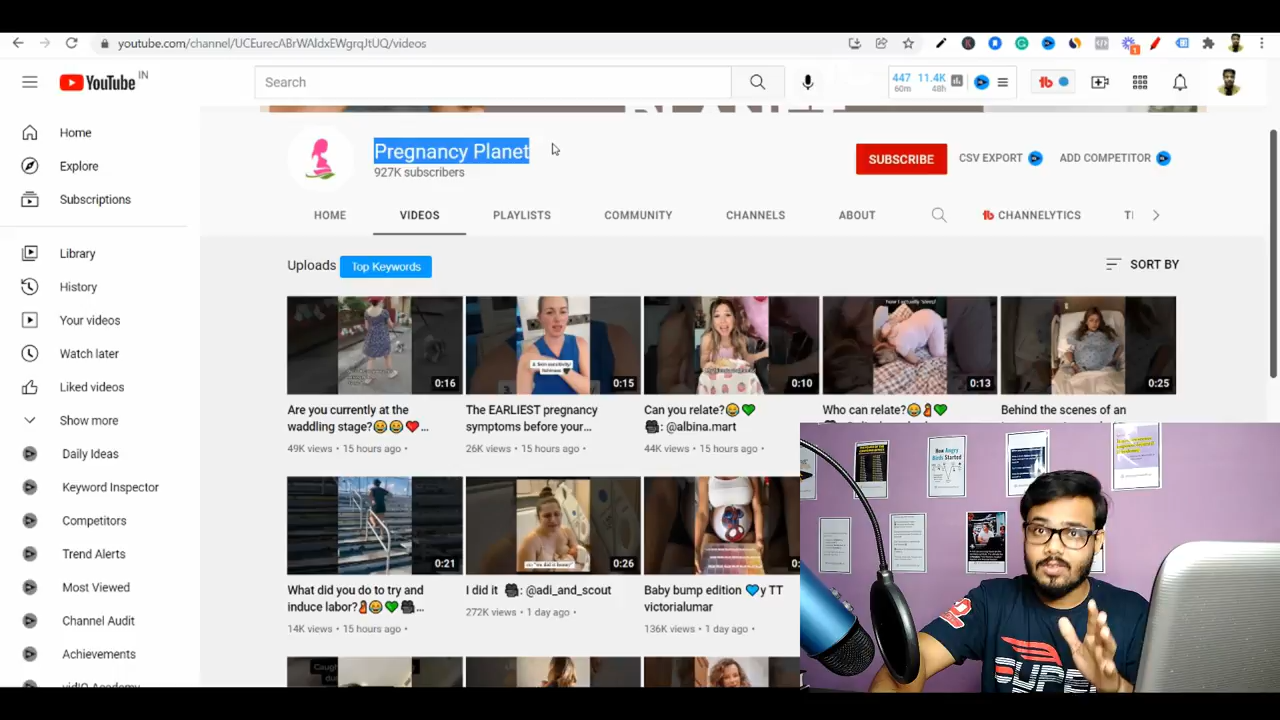 youtube.com/channel/UCEurecABrWAldxEWgrqJtUQ/videos
YouTube IN
Search
447 11.4K
60m 48h
Pregnancy Planet
927K subscribers
SUBSCRIBE
CSV EXPORT
ADD COMPETITOR
HOME
VIDEOS
PLAYLISTS
COMMUNITY
CHANNELS
ABOUT
CHANNELYTICS
Uploads
Top Keywords
SORT BY
Home
Explore
Subscriptions
Library
History
Your videos
Watch later
Liked videos
Show more
Daily Ideas
Keyword Inspector
Competitors
Trend Alerts
Most Viewed
Channel Audit
Achievements
vidIQ Academy
0:16
0:15
0:10
0:13
0:25
Are you currently at the
waddling stage?😂😂❤️...
49K views • 15 hours ago
The EARLIEST pregnancy
symptoms before your...
26K views • 15 hours ago
Can you relate?😂💚
🎥: @albina.mart
44K views • 15 hours ago
Who can relate?😂🤰💚
Behind the scenes of an
0:21
0:26
What did you do to try and
induce labor?🤰😂💚🎥...
14K views • 15 hours ago
I did it 🎥: @adi_and_scout
272K views • 1 day ago
Baby bump edition 💙y TT
victorialumar
136K views • 1 day ago
How Angry
Birds Started